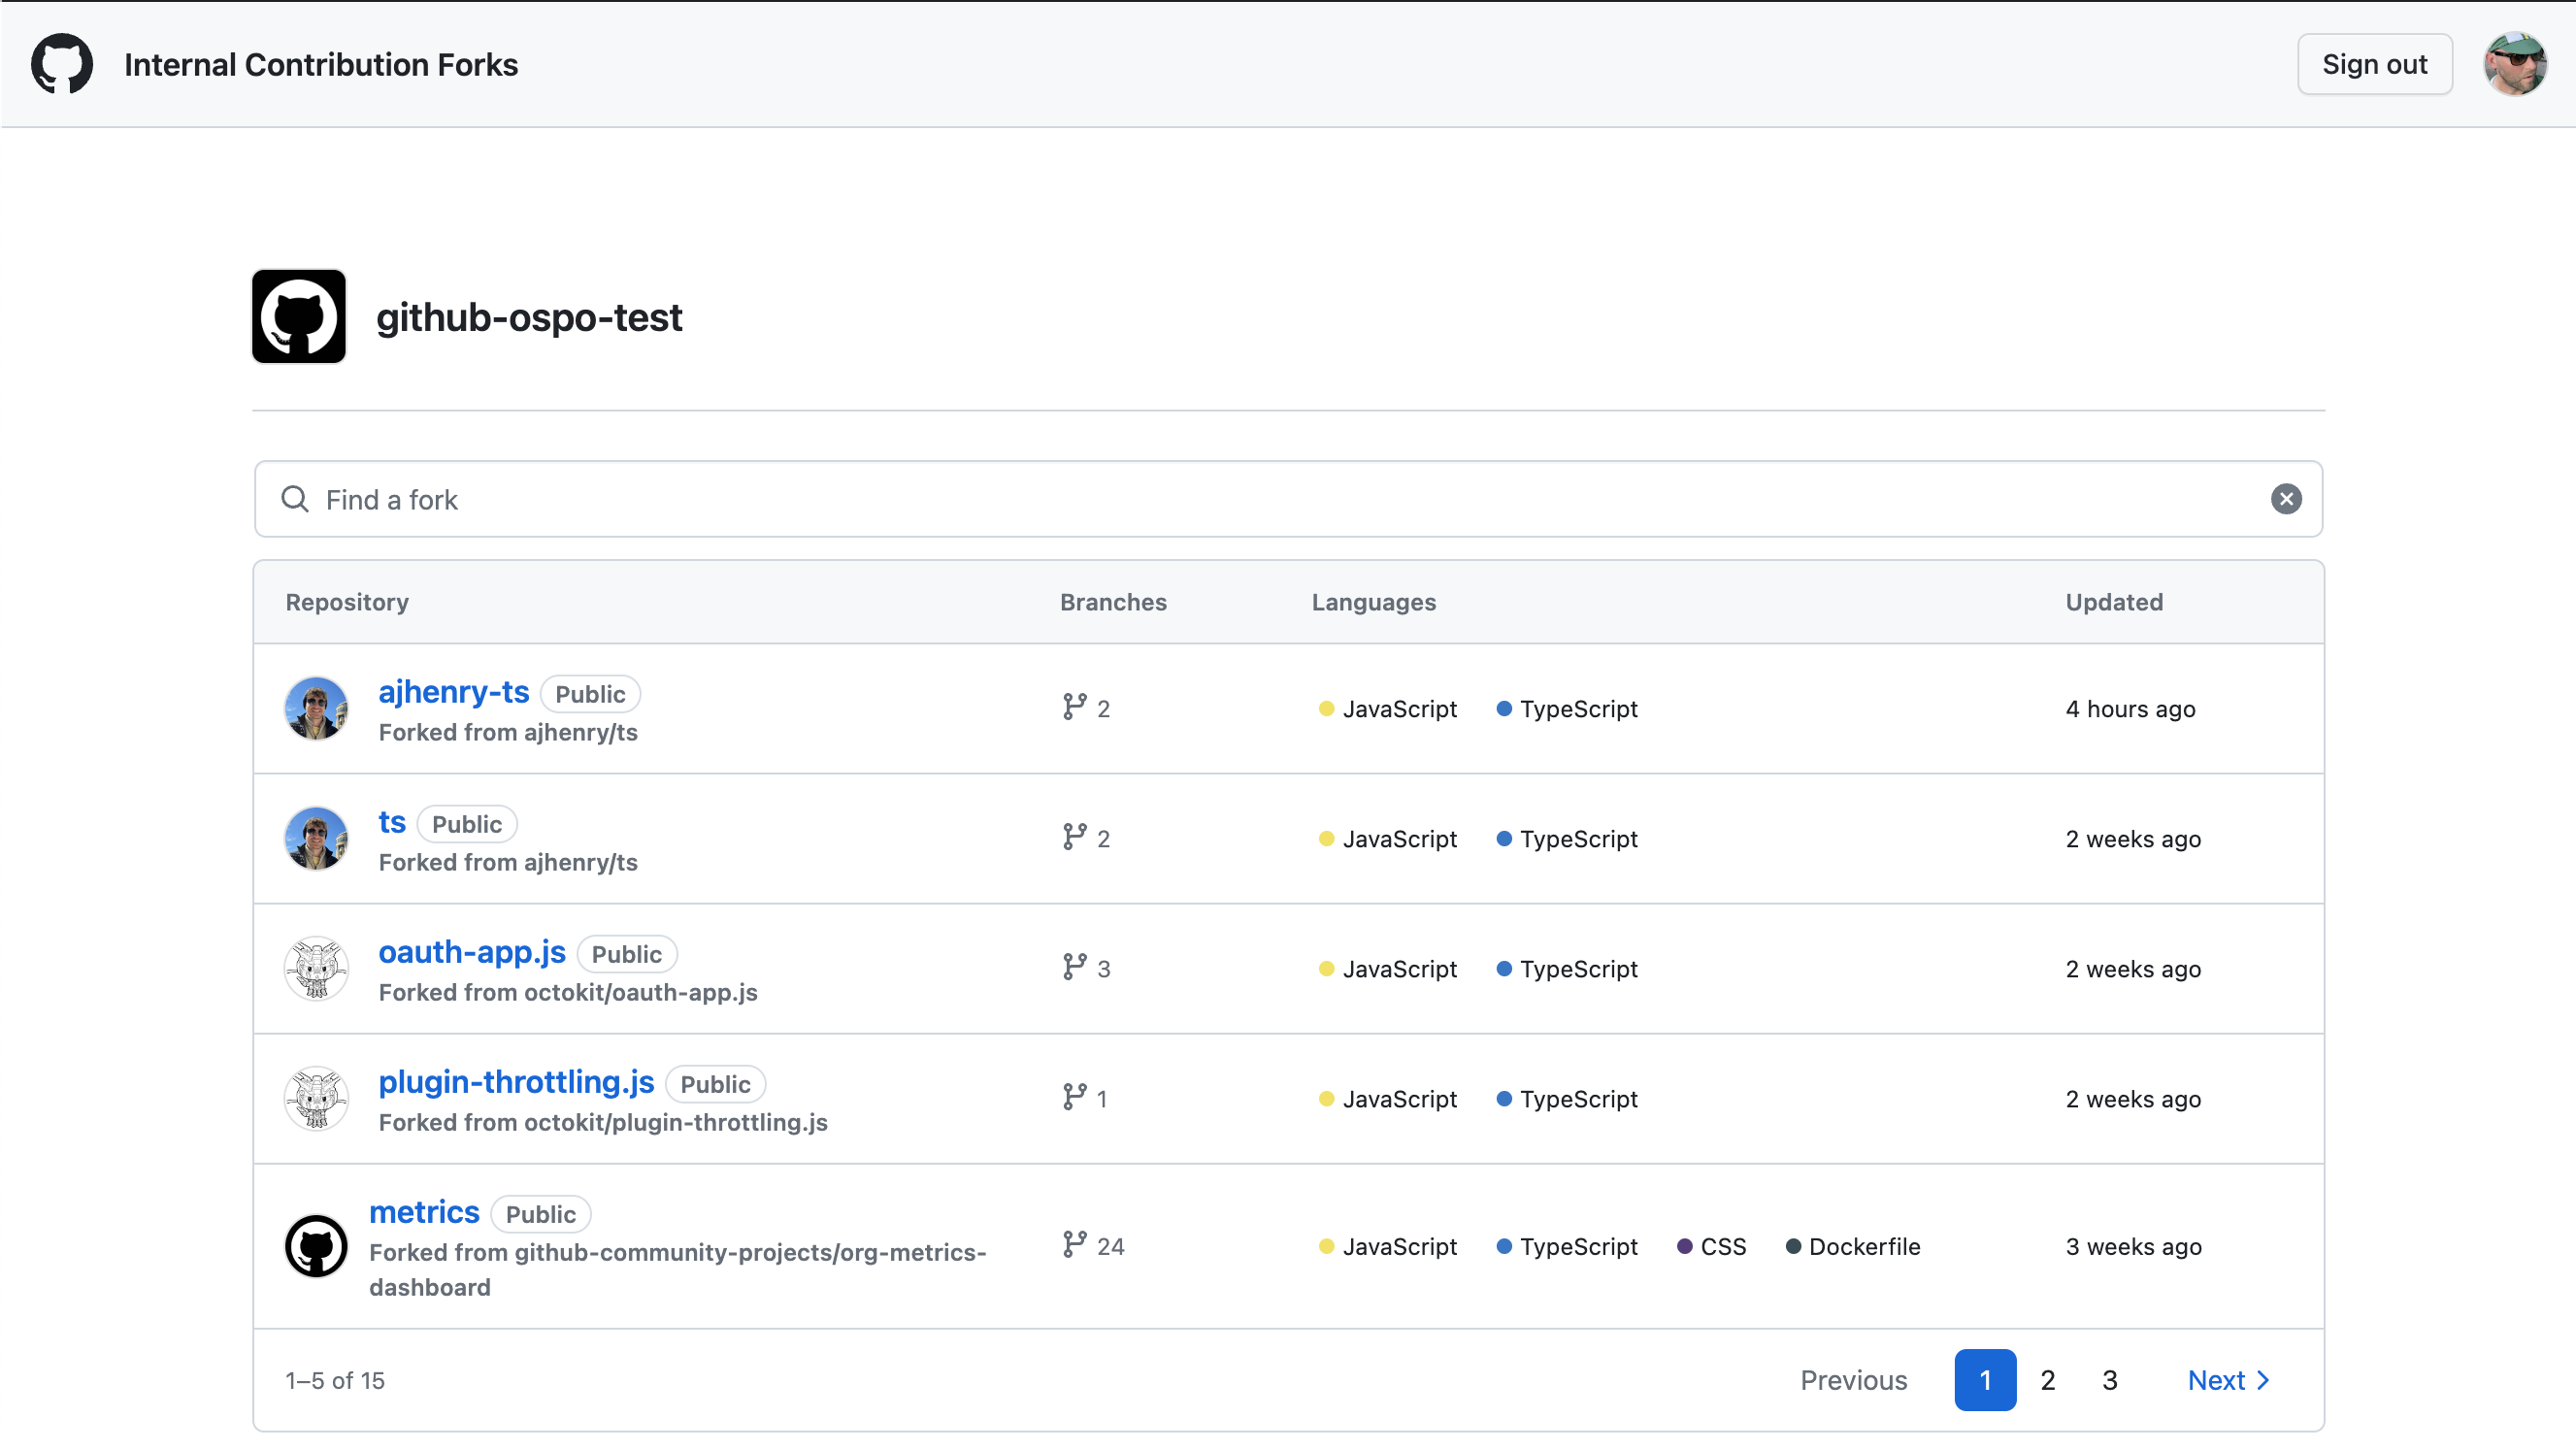 Internal Contribution Forks
Sign out
github-ospo-test
Find a fork
Repository Branches Languages Updated
ajhenry-ts Public
Forked from ajhenry/ts
2 JavaScript TypeScript 4 hours ago
ts Public
Forked from ajhenry/ts
2 JavaScript TypeScript 2 weeks ago
oauth-app.js Public
Forked from octokit/oauth-app.js
3 JavaScript TypeScript 2 weeks ago
plugin-throttling.js Public
Forked from octokit/plugin-throttling.js
1 JavaScript TypeScript 2 weeks ago
metrics Public
Forked from github-community-projects/org-metrics-
dashboard
24 JavaScript TypeScript CSS Dockerfile 3 weeks ago
1–5 of 15
Previous 1 2 3 Next